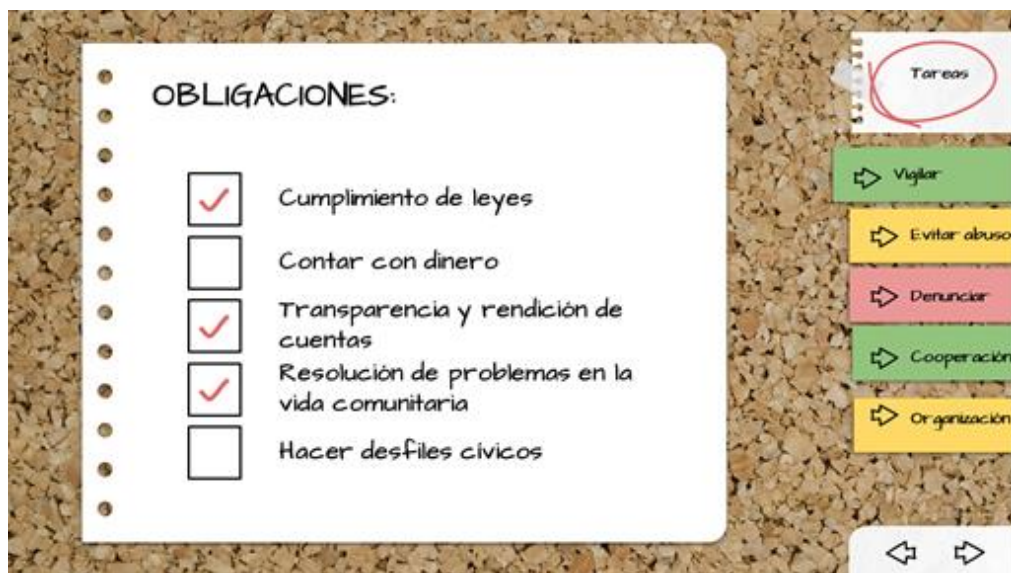 OBLIGACIONES:
Cumplimiento de leyes
Contar con dinero
Transparencia y rendición de
cuentas
Resolución de problemas en la
vida comunitaria
Hacer desfiles cívicos
Tareas
Vigilar
Evitar abuso
Denunciar
Cooperación
Organización